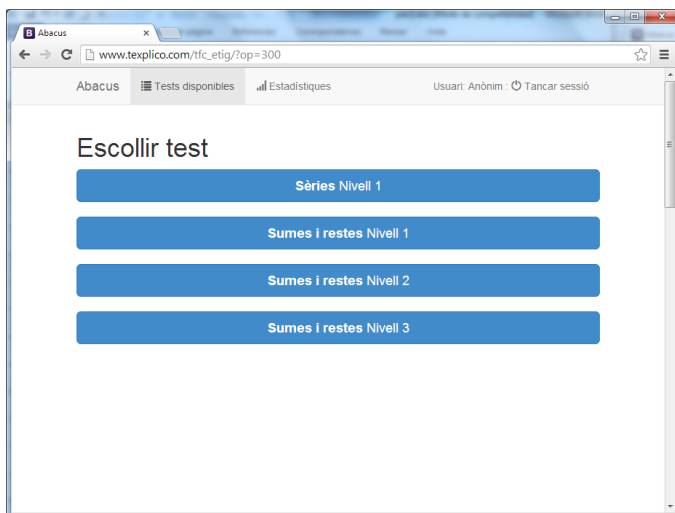 Abacus
www.texplico.com/tfc_etig/?op=300
Abacus Tests disponibles Estadístiques Usuari: Anònim : Tancar sessió
Escollir test
Sèries Nivell 1
Sumes i restes Nivell 1
Sumes i restes Nivell 2
Sumes i restes Nivell 3